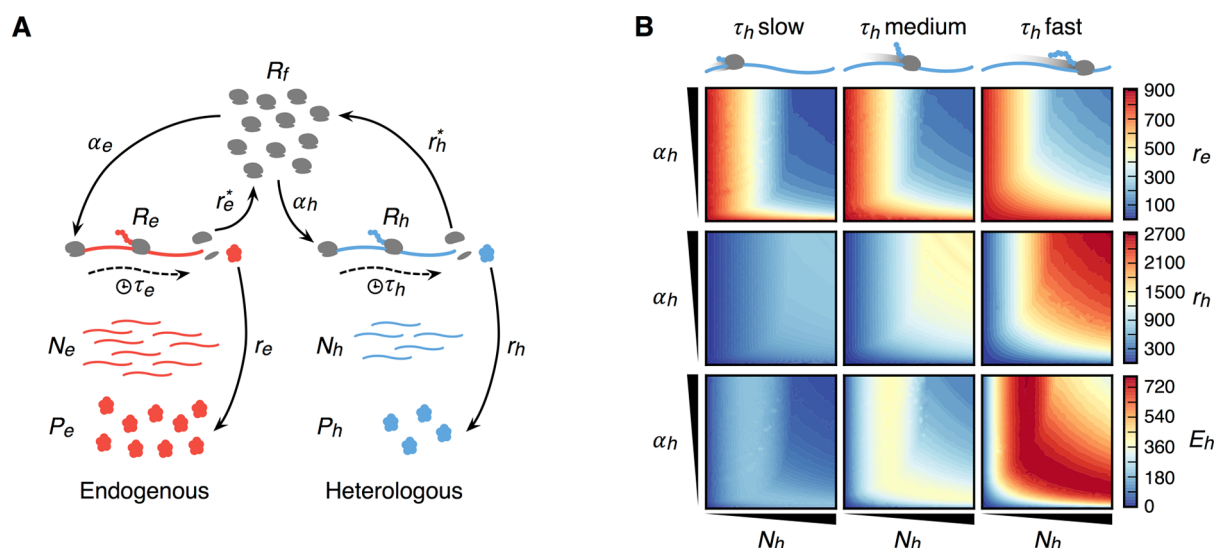 A
R_f
α_e
r_h^*
r_e^*
α_h
R_e
R_h
τ_e
τ_h
N_e
r_e
N_h
r_h
P_e
P_h
Endogenous
Heterologous
B
τ_h slow
τ_h medium
τ_h fast
α_h
900
700
500
300
100
r_e
α_h
2700
2100
1500
900
300
r_h
α_h
720
540
360
180
0
E_h
N_h
N_h
N_h